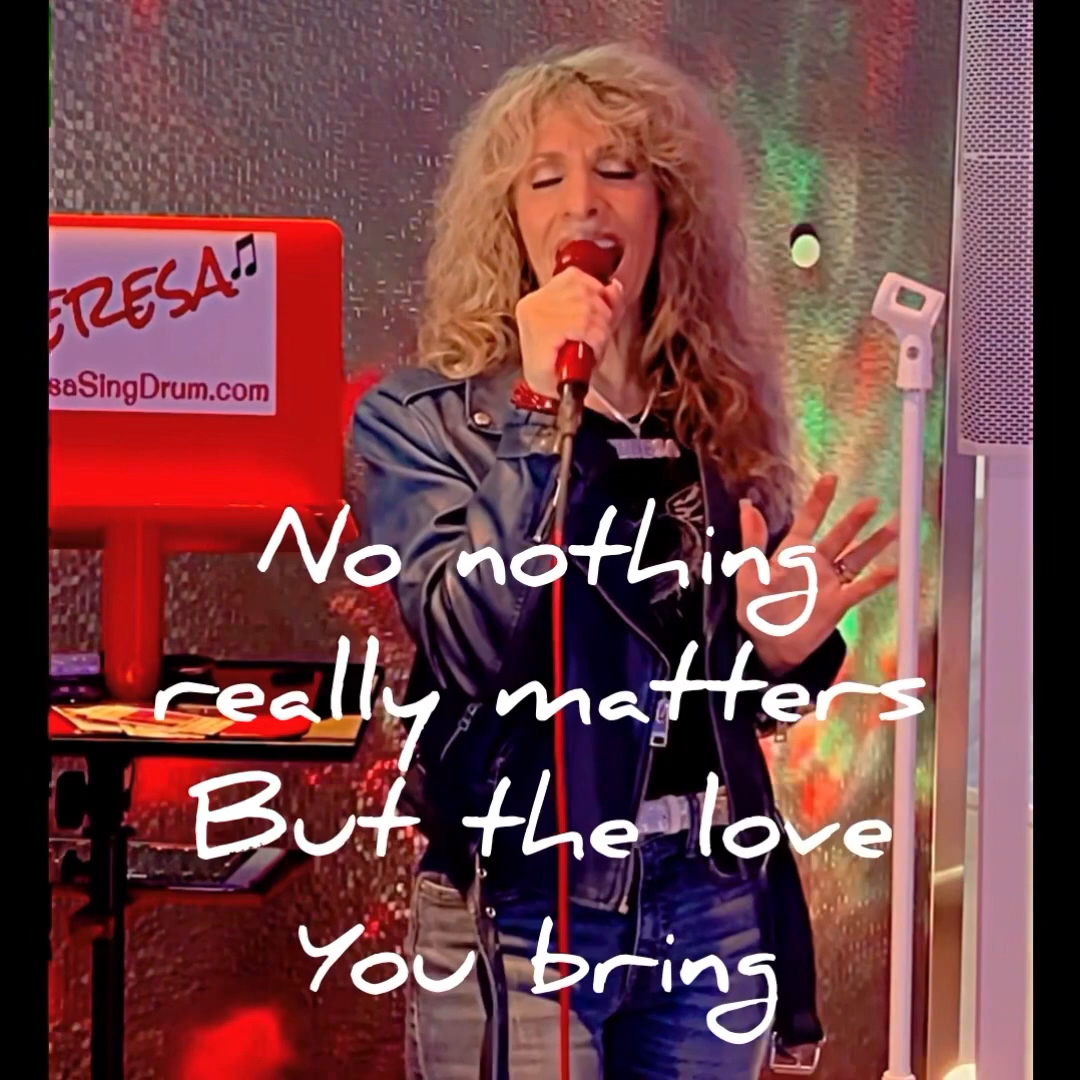 ERESA
saSingDrum.com
No nothing
really matters
But the love
You bring